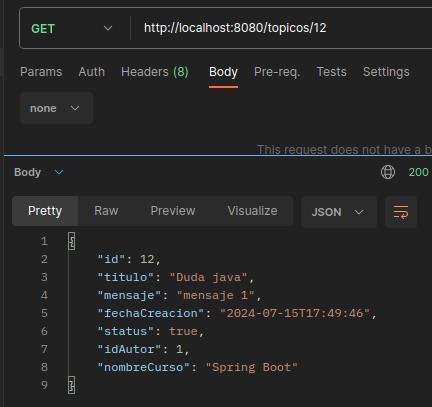 GET http://localhost:8080/topicos/12
Params Auth Headers (8) Body Pre-req. Tests Settings
none
This request does not have a b
Body 200
Pretty Raw Preview Visualize JSON
1 {
2 "id": 12,
3 "titulo": "Duda java",
4 "mensaje": "mensaje 1",
5 "fechaCreacion": "2024-07-15T17:49:46",
6 "status": true,
7 "idAutor": 1,
8 "nombreCurso": "Spring Boot"
9 }